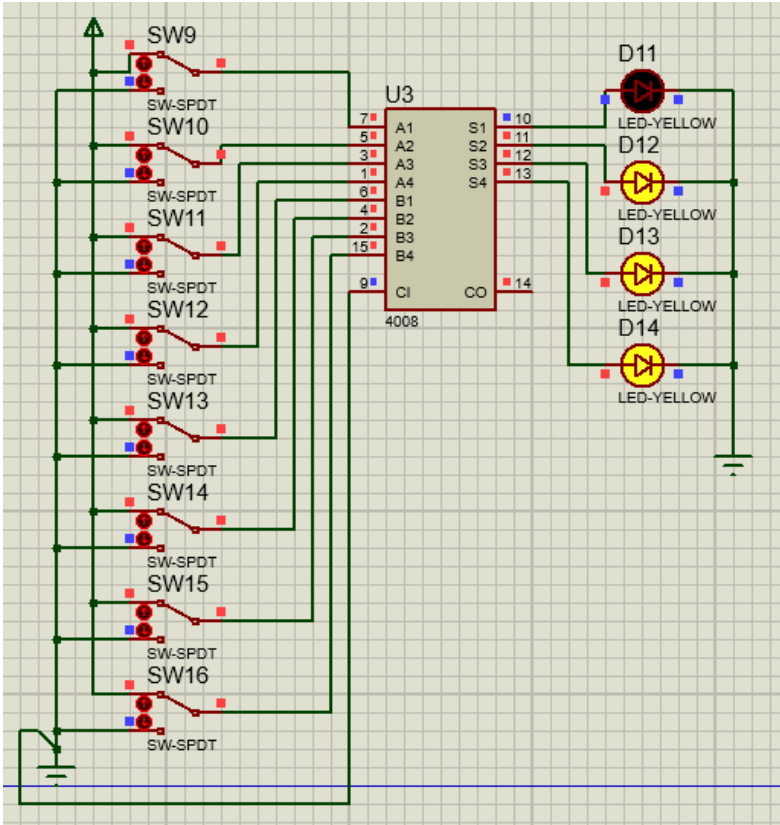 SW9
SW-SPDT
SW10
SW-SPDT
SW11
SW-SPDT
SW12
SW-SPDT
SW13
SW-SPDT
SW14
SW-SPDT
SW15
SW-SPDT
SW16
SW-SPDT
U3
7 A1 S1 10
5 A2 S2 11
3 A3 S3 12
1 A4 S4 13
6 B1
4 B2
2 B3
15 B4
9 CI CO 14
4008
D11
LED-YELLOW
D12
LED-YELLOW
D13
LED-YELLOW
D14
LED-YELLOW